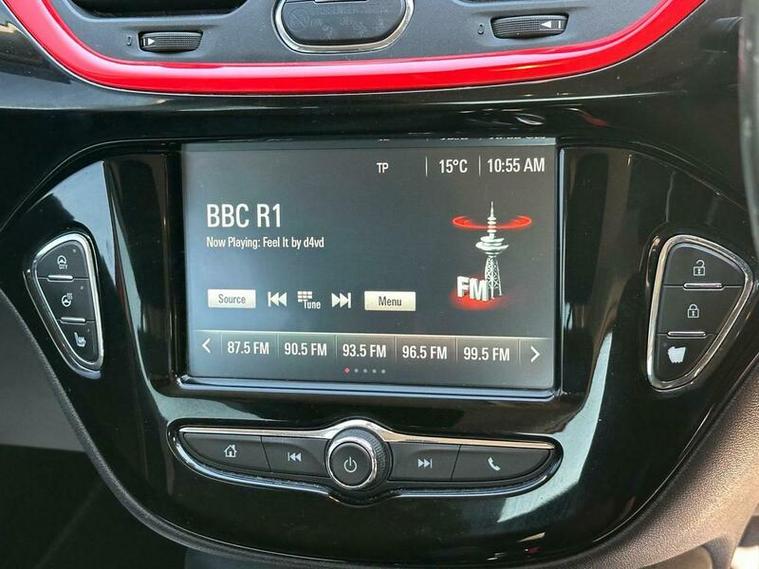 TP 15°C 10:55 AM
BBC R1
Now Playing: Feel It by d4vd
FM
Source Tune Menu
87.5 FM 90.5 FM 93.5 FM 96.5 FM 99.5 FM
CITY